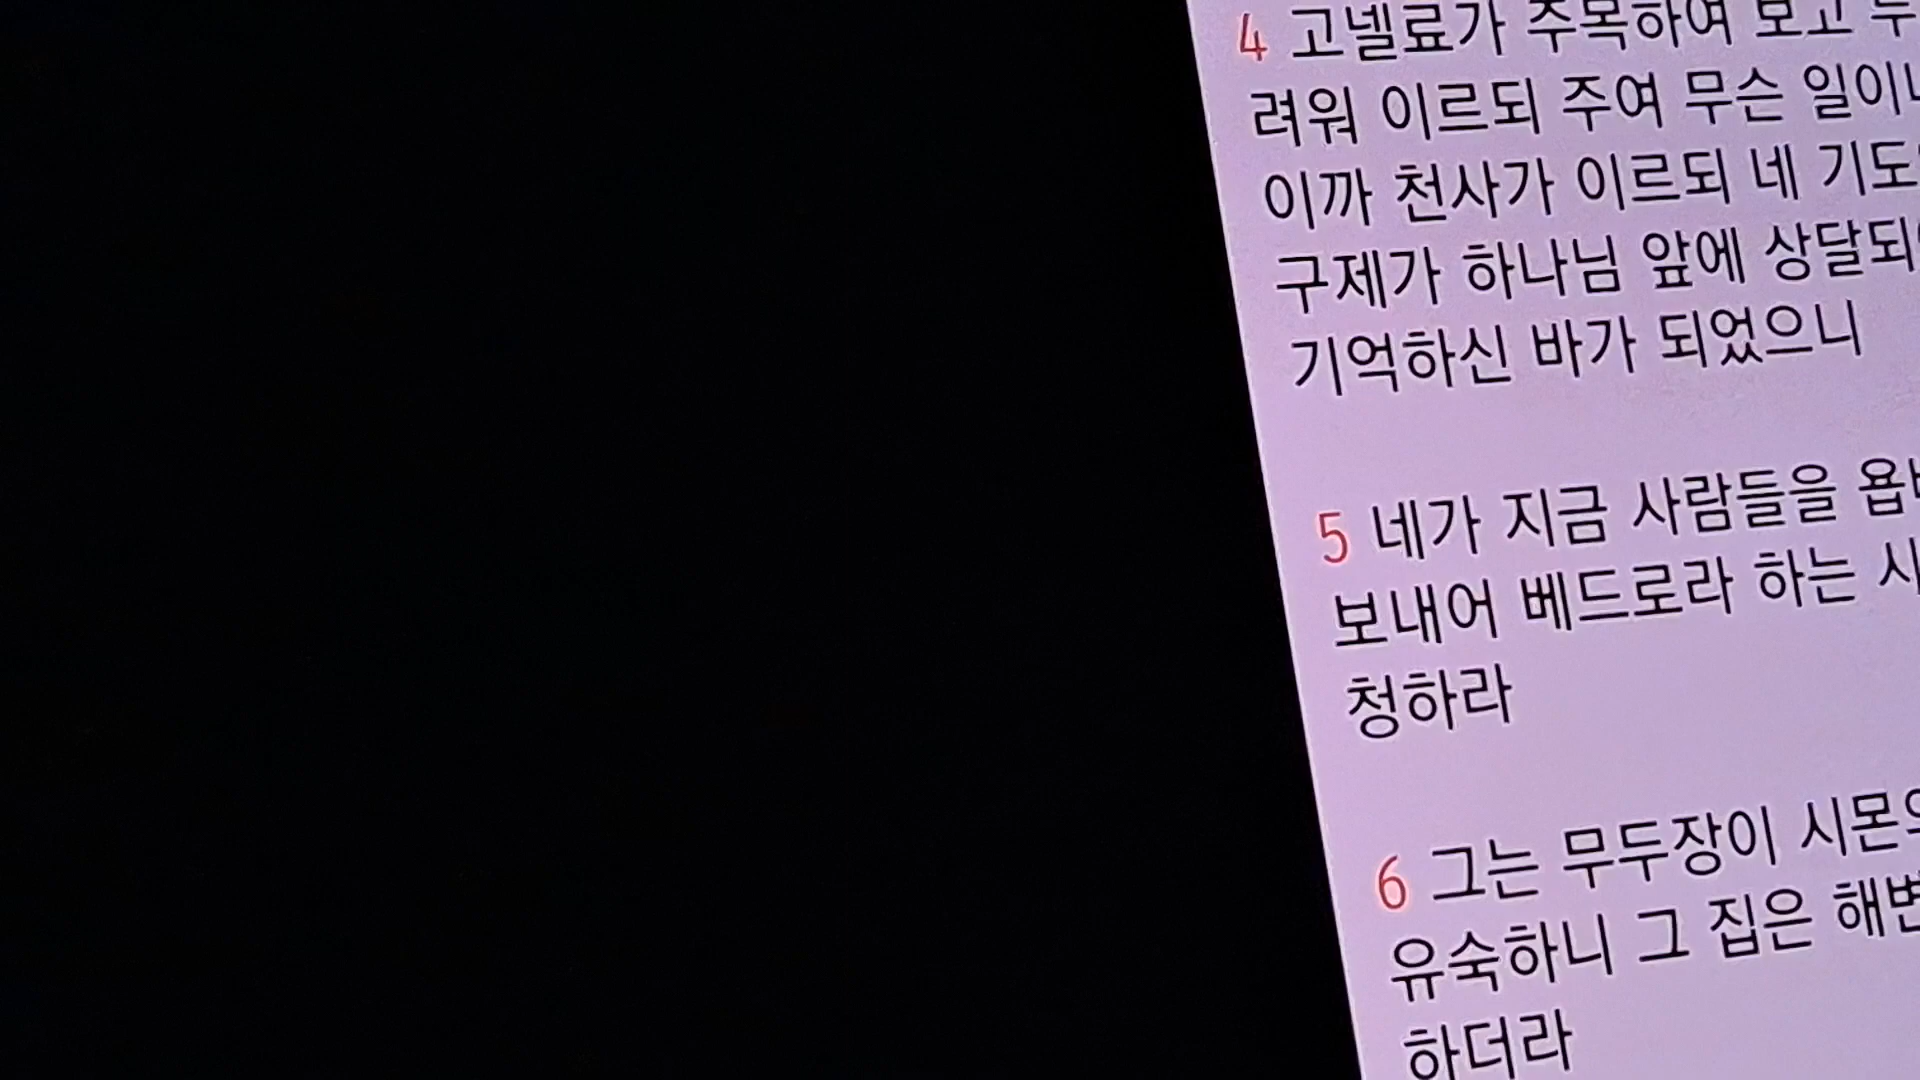 4 고넬료가 주목하여 보고 두
려워 이르되 주여 무슨 일이니
이까 천사가 이르되 네 기도
구제가 하나님 앞에 상달되
기억하신 바가 되었으니
5 네가 지금 사람들을 욥
보내어 베드로라 하는
청하라
6 그는 무두장이 시몬
유숙하니 그 집은 해변
하더라